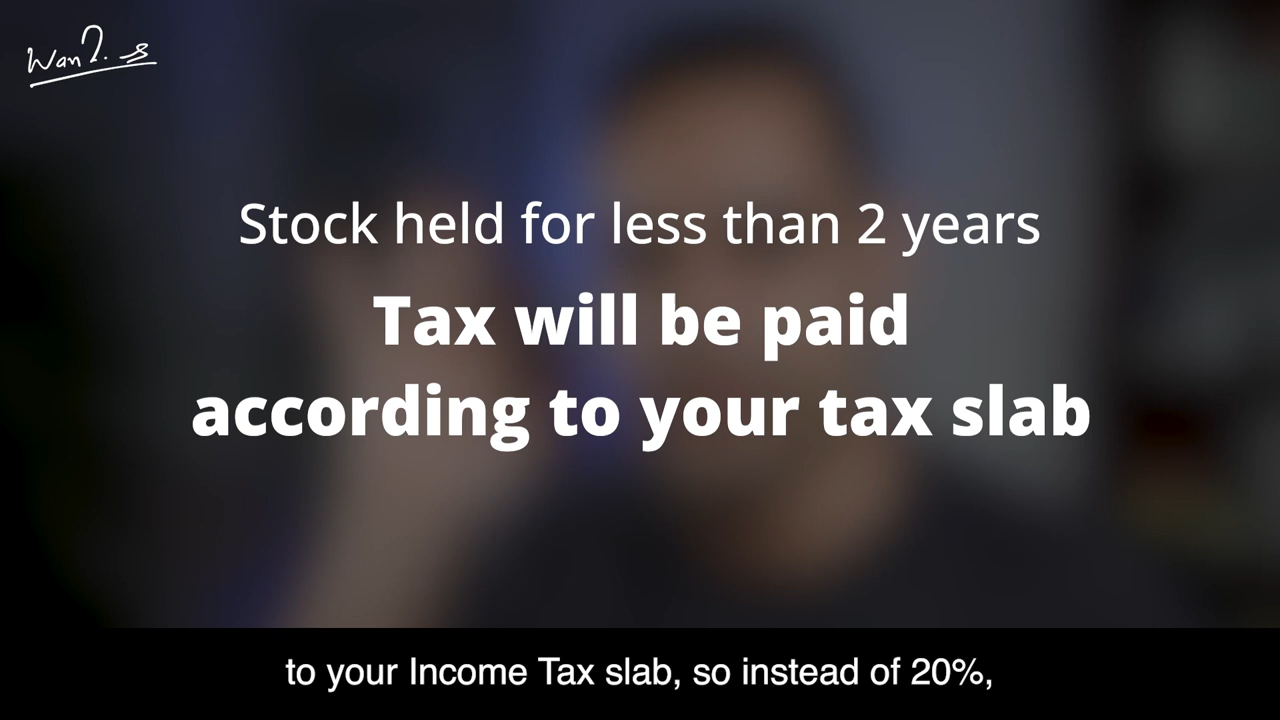 Stock held for less than 2 years
Tax will be paid
according to your tax slab
to your Income Tax slab, so instead of 20%,